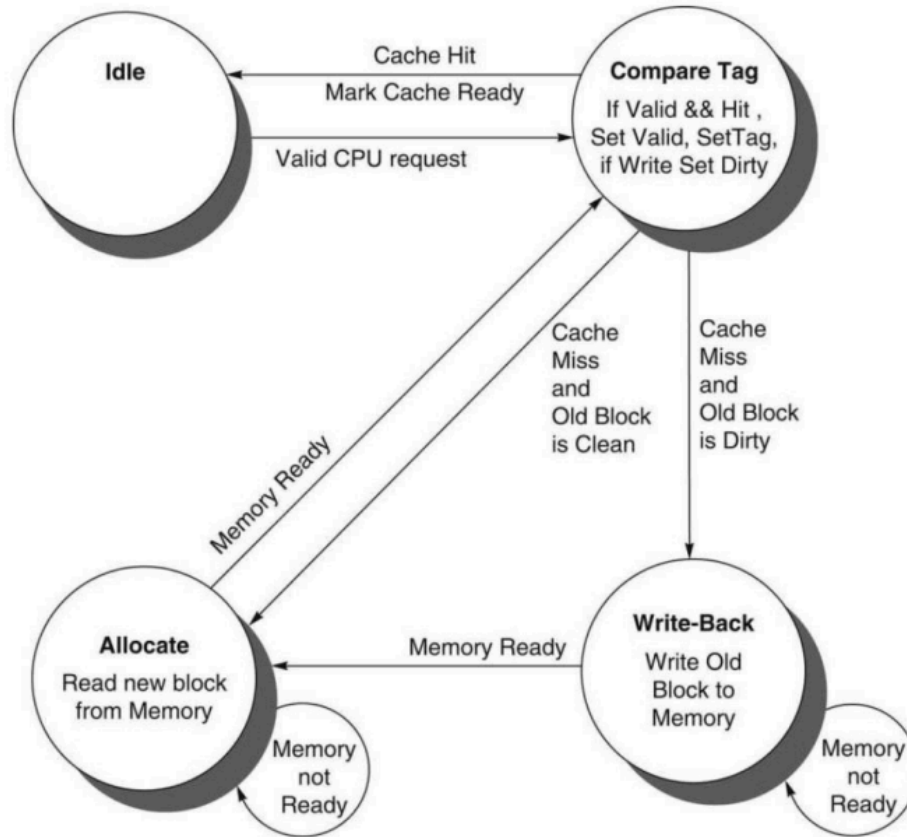 Idle
Cache Hit
Mark Cache Ready
Valid CPU request
Compare Tag
If Valid && Hit ,
Set Valid, SetTag,
if Write Set Dirty
Cache
Miss
and
Old Block
is Clean
Cache
Miss
and
Old Block
is Dirty
Memory Ready
Allocate
Read new block
from Memory
Memory
not
Ready
Memory Ready
Write-Back
Write Old
Block to
Memory
Memory
not
Ready